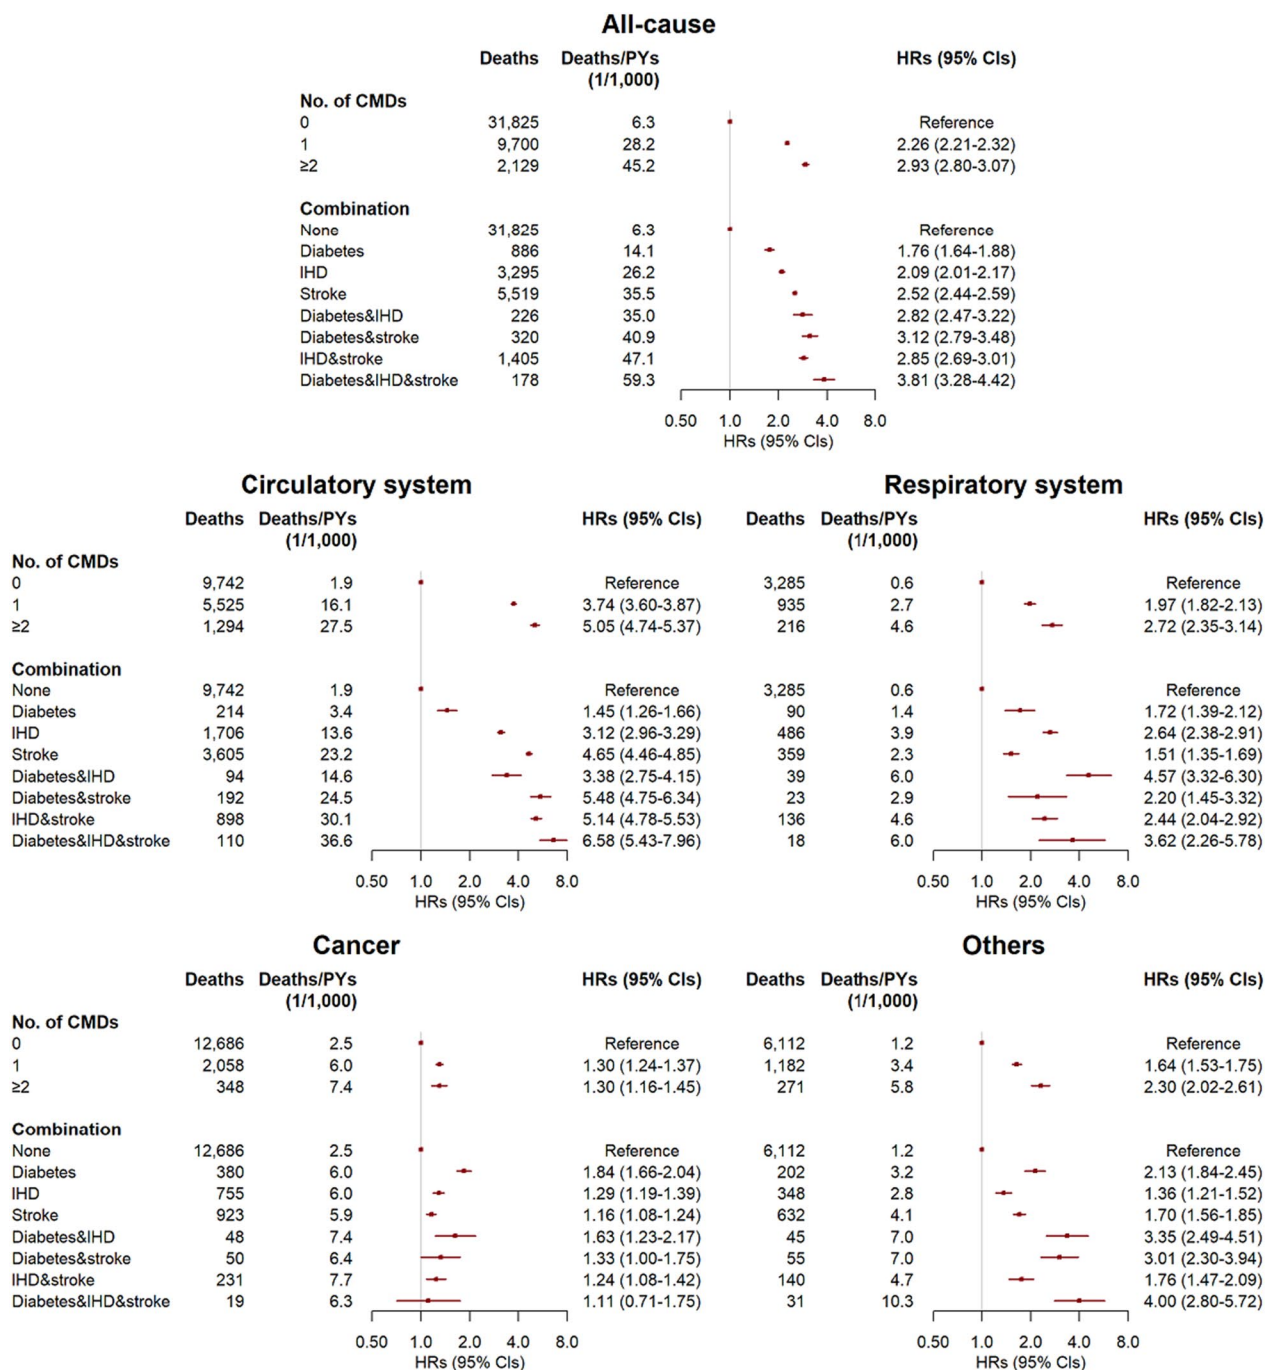 All-cause
Deaths Deaths/PYs HRs (95% CIs)
(1/1,000)
No. of CMDs
0 31,825 6.3 Reference
1 9,700 28.2 2.26 (2.21-2.32)
≥2 2,129 45.2 2.93 (2.80-3.07)
Combination
None 31,825 6.3 Reference
Diabetes 886 14.1 1.76 (1.64-1.88)
IHD 3,295 26.2 2.09 (2.01-2.17)
Stroke 5,519 35.5 2.52 (2.44-2.59)
Diabetes&IHD 226 35.0 2.82 (2.47-3.22)
Diabetes&stroke 320 40.9 3.12 (2.79-3.48)
IHD&stroke 1,405 47.1 2.85 (2.69-3.01)
Diabetes&IHD&stroke 178 59.3 3.81 (3.28-4.42)
0.50 1.0 2.0 4.0 8.0
HRs (95% CIs)
Circulatory system
Deaths Deaths/PYs HRs (95% CIs)
(1/1,000)
No. of CMDs
0 9,742 1.9 Reference
1 5,525 16.1 3.74 (3.60-3.87)
≥2 1,294 27.5 5.05 (4.74-5.37)
Combination
None 9,742 1.9 Reference
Diabetes 214 3.4 1.45 (1.26-1.66)
IHD 1,706 13.6 3.12 (2.96-3.29)
Stroke 3,605 23.2 4.65 (4.46-4.85)
Diabetes&IHD 94 14.6 3.38 (2.75-4.15)
Diabetes&stroke 192 24.5 5.48 (4.75-6.34)
IHD&stroke 898 30.1 5.14 (4.78-5.53)
Diabetes&IHD&stroke 110 36.6 6.58 (5.43-7.96)
0.50 1.0 2.0 4.0 8.0
HRs (95% CIs)
Respiratory system
Deaths Deaths/PYs HRs (95% CIs)
(1/1,000)
3,285 0.6 Reference
935 2.7 1.97 (1.82-2.13)
216 4.6 2.72 (2.35-3.14)
3,285 0.6 Reference
90 1.4 1.72 (1.39-2.12)
486 3.9 2.64 (2.38-2.91)
359 2.3 1.51 (1.35-1.69)
39 6.0 4.57 (3.32-6.30)
23 2.9 2.20 (1.45-3.32)
136 4.6 2.44 (2.04-2.92)
18 6.0 3.62 (2.26-5.78)
0.50 1.0 2.0 4.0 8.0
HRs (95% CIs)
Cancer
Deaths Deaths/PYs HRs (95% CIs)
(1/1,000)
No. of CMDs
0 12,686 2.5 Reference
1 2,058 6.0 1.30 (1.24-1.37)
≥2 348 7.4 1.30 (1.16-1.45)
Combination
None 12,686 2.5 Reference
Diabetes 380 6.0 1.84 (1.66-2.04)
IHD 755 6.0 1.29 (1.19-1.39)
Stroke 923 5.9 1.16 (1.08-1.24)
Diabetes&IHD 48 7.4 1.63 (1.23-2.17)
Diabetes&stroke 50 6.4 1.33 (1.00-1.75)
IHD&stroke 231 7.7 1.24 (1.08-1.42)
Diabetes&IHD&stroke 19 6.3 1.11 (0.71-1.75)
0.50 1.0 2.0 4.0 8.0
HRs (95% CIs)
Others
Deaths Deaths/PYs HRs (95% CIs)
(1/1,000)
6,112 1.2 Reference
1,182 3.4 1.64 (1.53-1.75)
271 5.8 2.30 (2.02-2.61)
6,112 1.2 Reference
202 3.2 2.13 (1.84-2.45)
348 2.8 1.36 (1.21-1.52)
632 4.1 1.70 (1.56-1.85)
45 7.0 3.35 (2.49-4.51)
55 7.0 3.01 (2.30-3.94)
140 4.7 1.76 (1.47-2.09)
31 10.3 4.00 (2.80-5.72)
0.50 1.0 2.0 4.0 8.0
HRs (95% CIs)